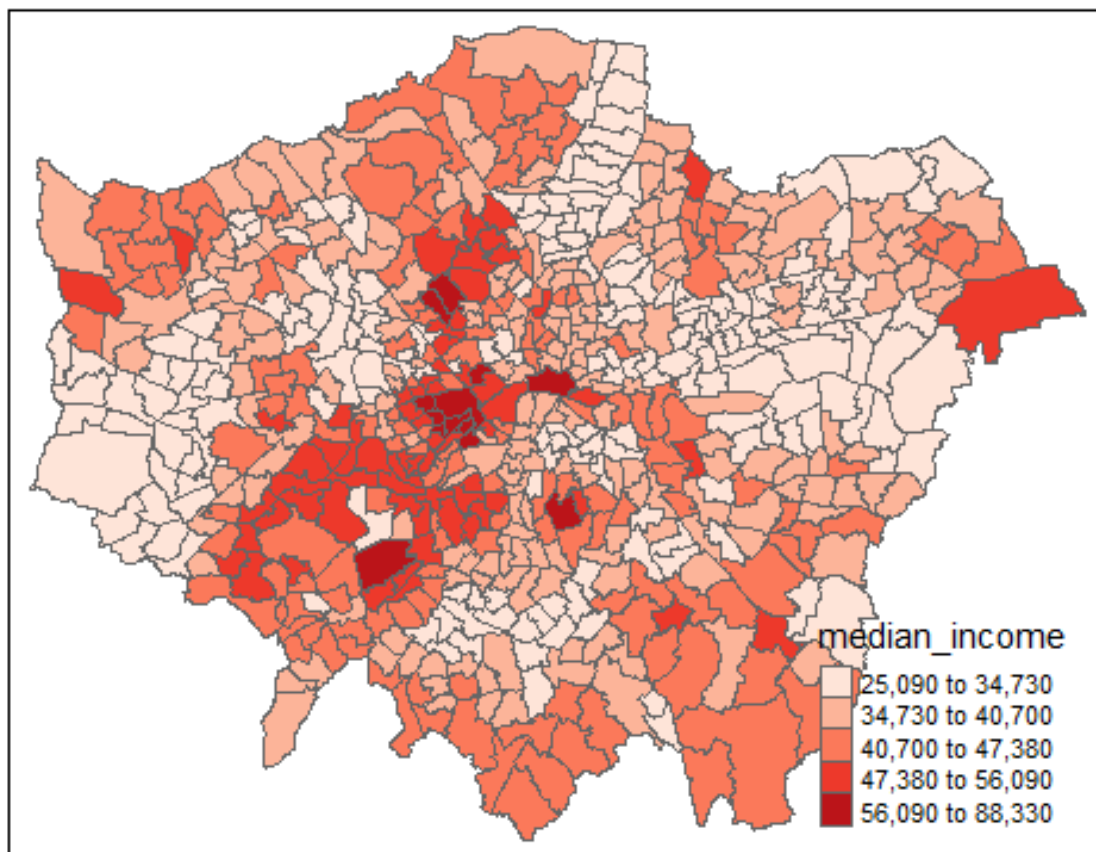 median_income
25,090 to 34,730
34,730 to 40,700
40,700 to 47,380
47,380 to 56,090
56,090 to 88,330